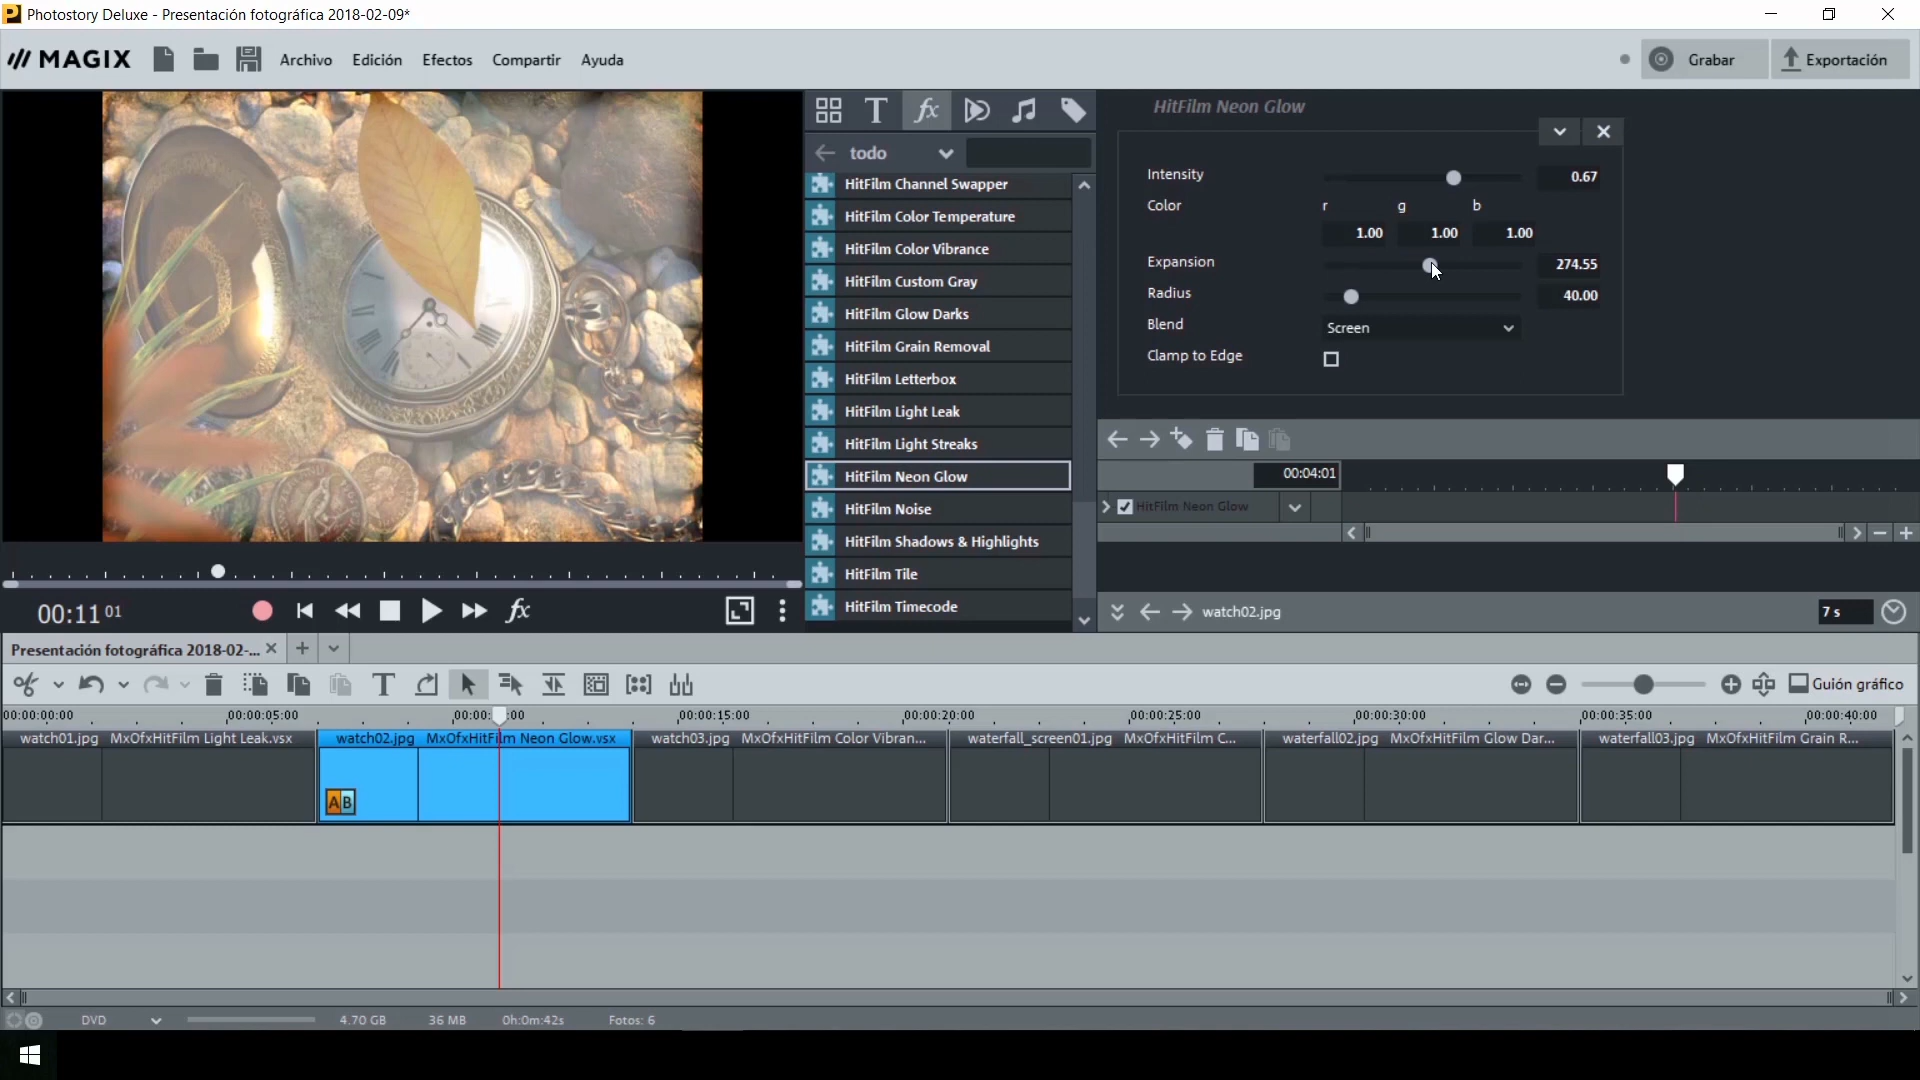 Photostory Deluxe - Presentación fotográfica 2018-02-09*
MAGIX Archivo Edición Efectos Compartir Ayuda Grabar Exportación
HitFilm Neon Glow
todo
HitFilm Channel Swapper
HitFilm Color Temperature
HitFilm Color Vibrance
HitFilm Custom Gray
HitFilm Glow Darks
HitFilm Grain Removal
HitFilm Letterbox
HitFilm Light Leak
HitFilm Light Streaks
HitFilm Neon Glow
HitFilm Noise
HitFilm Shadows & Highlights
HitFilm Tile
HitFilm Timecode
Intensity 0.67
Color r g b
1.00 1.00 1.00
Expansion 274.55
Radius 40.00
Blend Screen
Clamp to Edge
00:04:01
HitFilm Neon Glow
00:11 01
watch02.jpg 7 s
Presentación fotográfica 2018-02-...
Guión gráfico
00:00:00:00 00:00:05:00 00:00: :00 00:00:15:00 00:00:20:00 00:00:25:00 00:00:30:00 00:00:35:00 00:00:40:00
watch01.jpg MxOfxHitFilm Light Leak.vsx watch02.jpg MxOfxHitFilm Neon Glow.vsx watch03.jpg MxOfxHitFilm Color Vibran... waterfall_screen01.jpg MxOfxHitFilm C... waterfall02.jpg MxOfxHitFilm Glow Dar... waterfall03.jpg MxOfxHitFilm Grain R...
AB
DVD 4.70 GB 36 MB 0h:0m:42s Fotos: 6